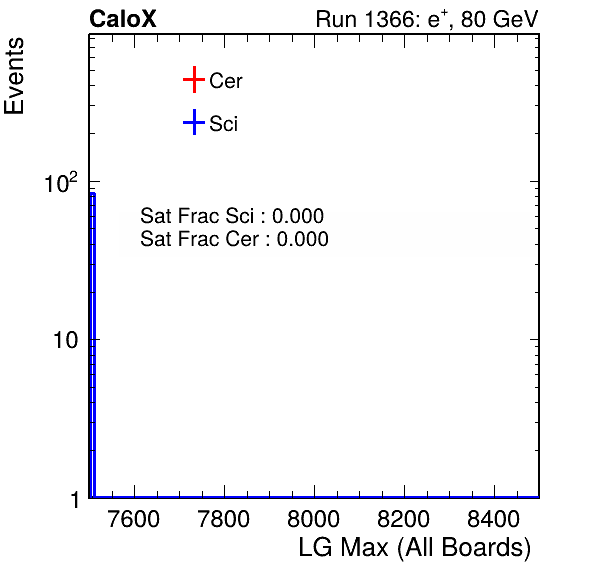 CaloX Run 1366: e⁺, 80 GeV
Events
Cer
Sci
10²
Sat Frac Sci : 0.000
Sat Frac Cer : 0.000
10
1
7600 7800 8000 8200 8400
LG Max (All Boards)